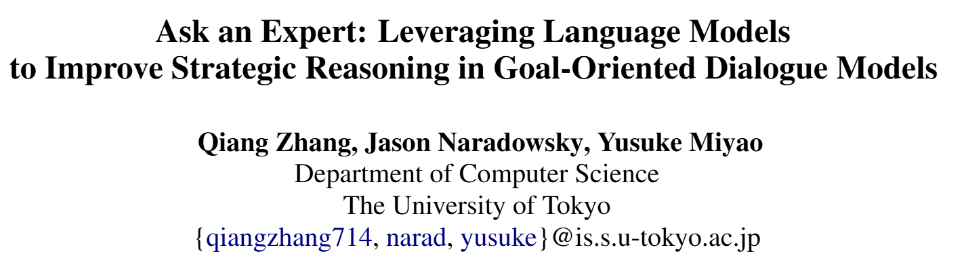 Ask an Expert: Leveraging Language Models
to Improve Strategic Reasoning in Goal-Oriented Dialogue Models
Qiang Zhang, Jason Naradowsky, Yusuke Miyao
Department of Computer Science
The University of Tokyo
{qiangzhang714, narad, yusuke}@is.s.u-tokyo.ac.jp